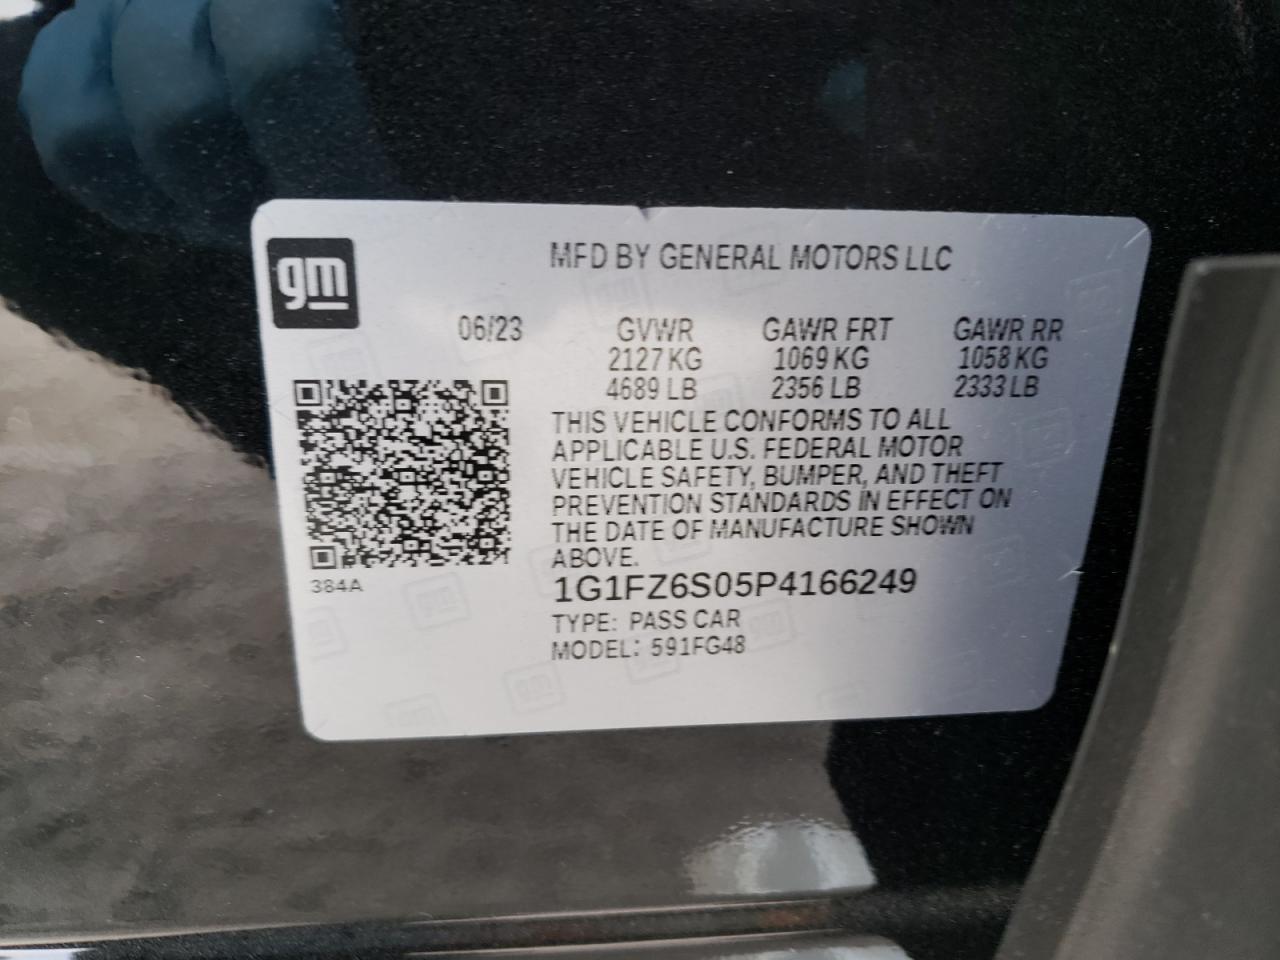 gm
MFD BY GENERAL MOTORS LLC
06/23 GVWR GAWR FRT GAWR RR
2127 KG 1069 KG 1058 KG
4689 LB 2356 LB 2333 LB
THIS VEHICLE CONFORMS TO ALL
APPLICABLE U.S. FEDERAL MOTOR
VEHICLE SAFETY, BUMPER, AND THEFT
PREVENTION STANDARDS IN EFFECT ON
THE DATE OF MANUFACTURE SHOWN
ABOVE.
384A
1G1FZ6S05P4166249
TYPE: PASS CAR
MODEL: 591FG48